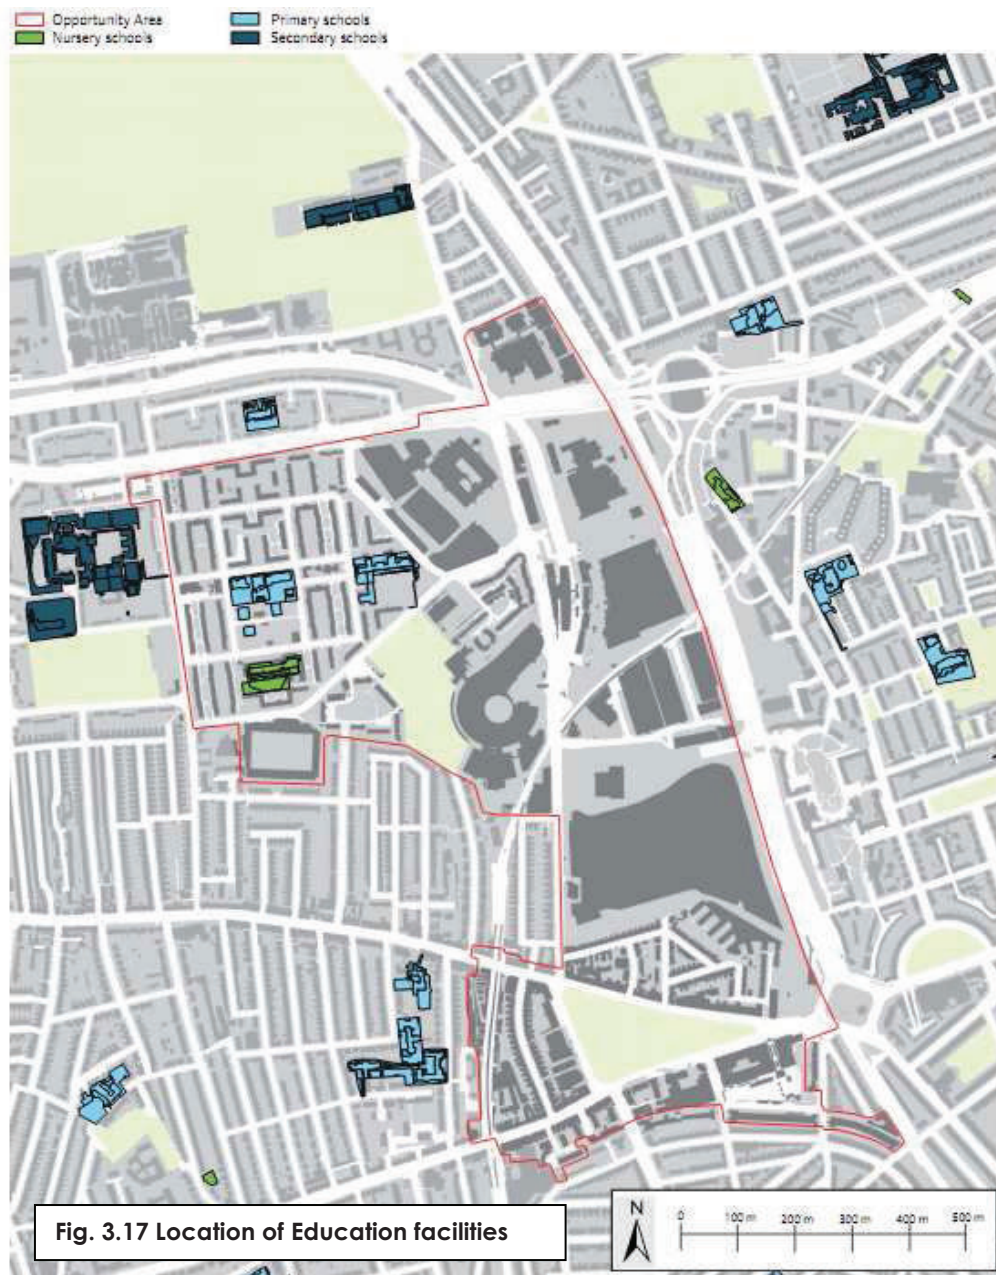 Opportunity Area
Nursery schools
Primary schools
Secondary schools
Fig. 3.17 Location of Education facilities
N
0 100 m 200 m 300 m 400 m 500 m